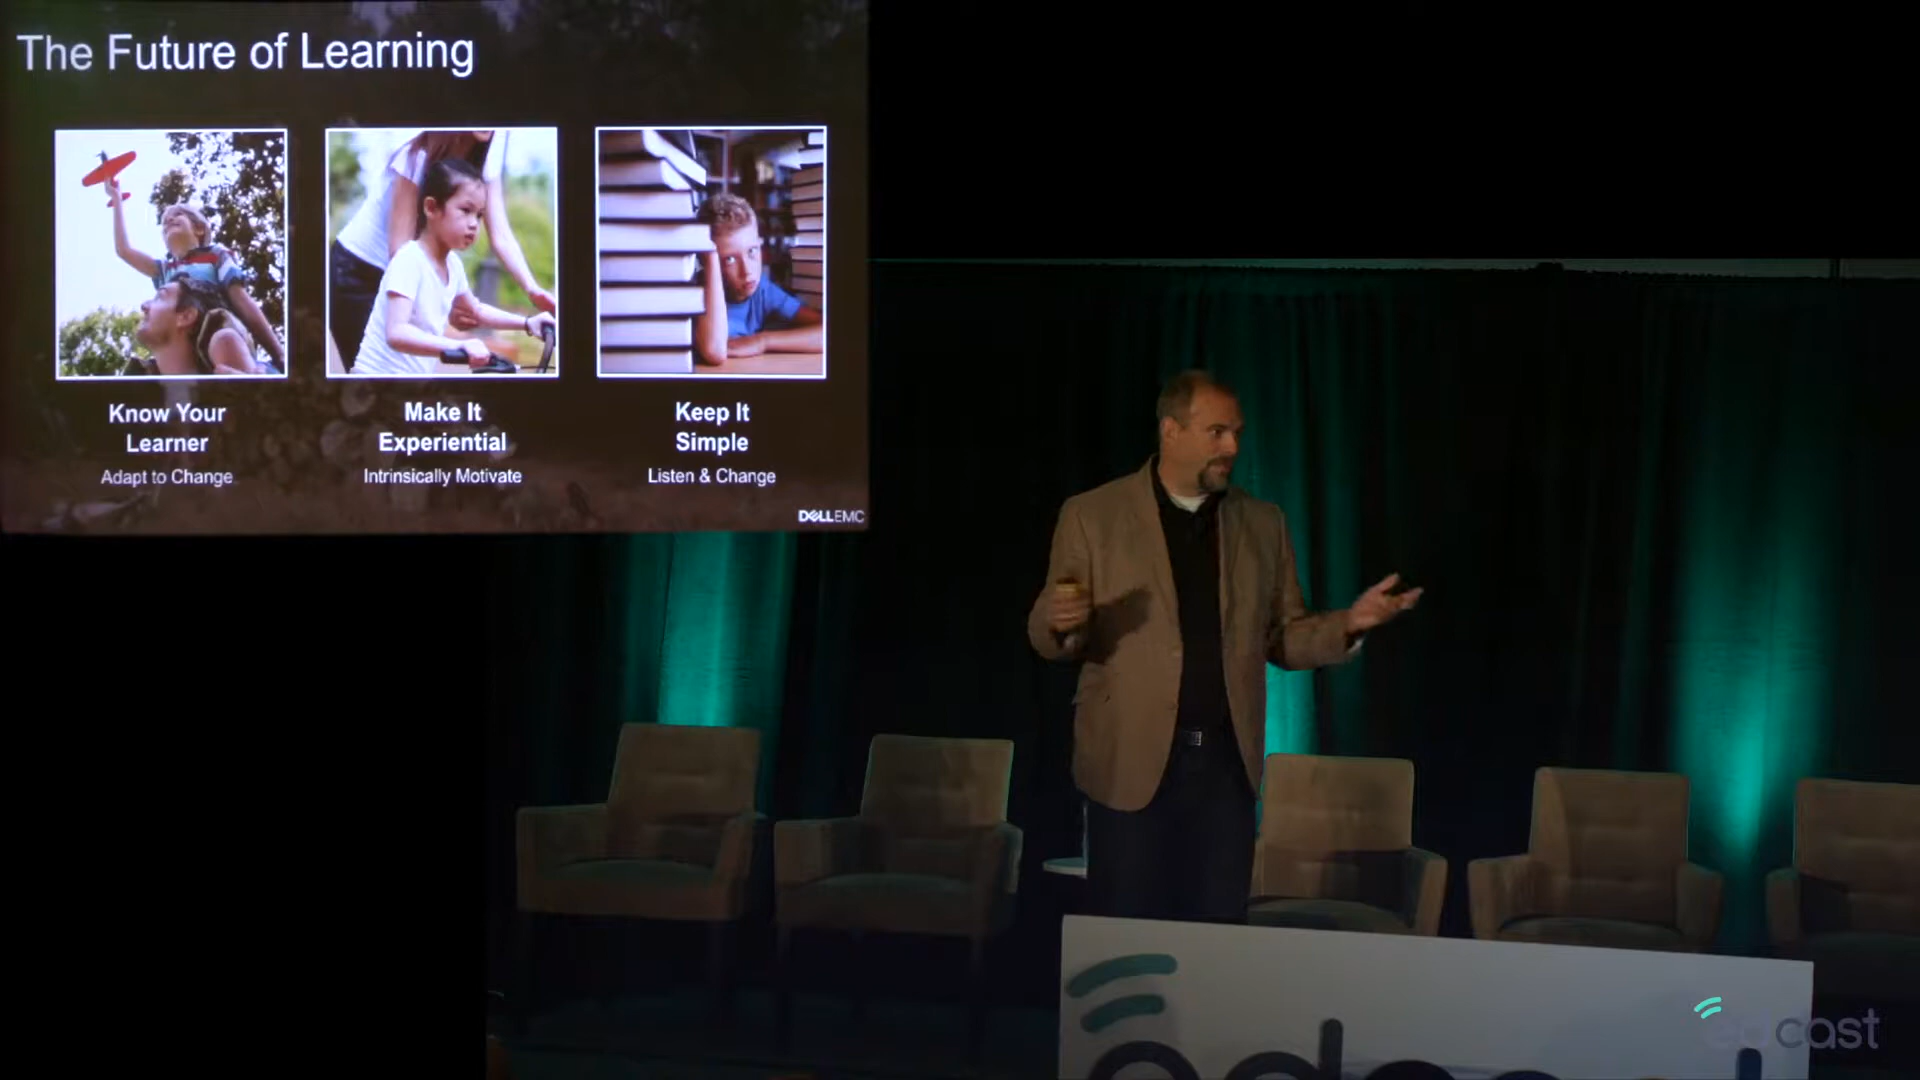 The Future of Learning
Know Your
Learner
Adapt to Change
Make It
Experiential
Intrinsically Motivate
Keep It
Simple
Listen & Change
DELLEMC
edcast